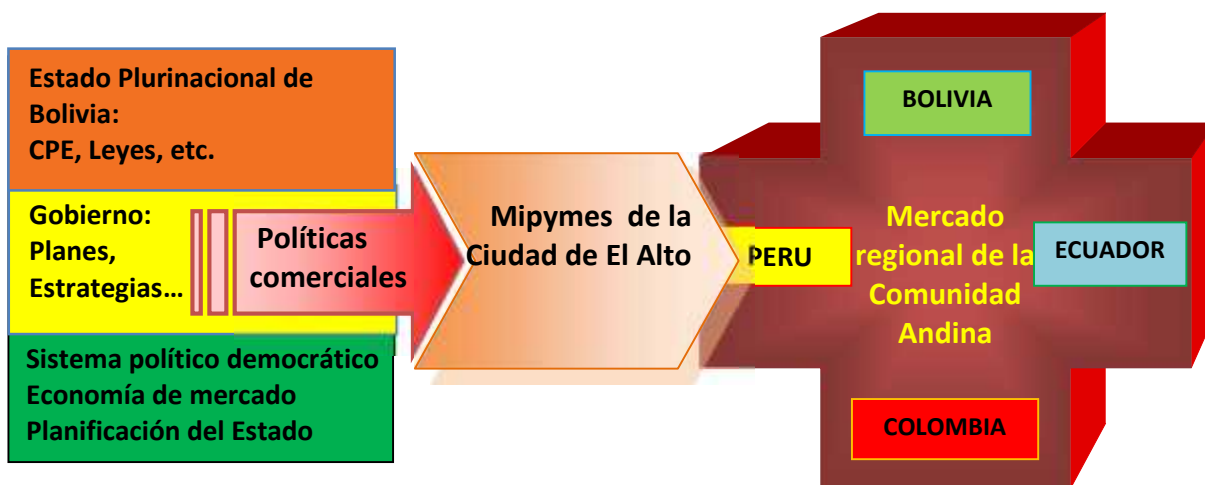 Estado Plurinacional de
Bolivia:
CPE, Leyes, etc.
Gobierno:
Planes,
Estrategias…
Sistema político democrático
Economía de mercado
Planificación del Estado
Políticas
comerciales
Mipymes de la
Ciudad de El Alto
BOLIVIA
PERU
Mercado
regional de la
Comunidad
Andina
ECUADOR
COLOMBIA